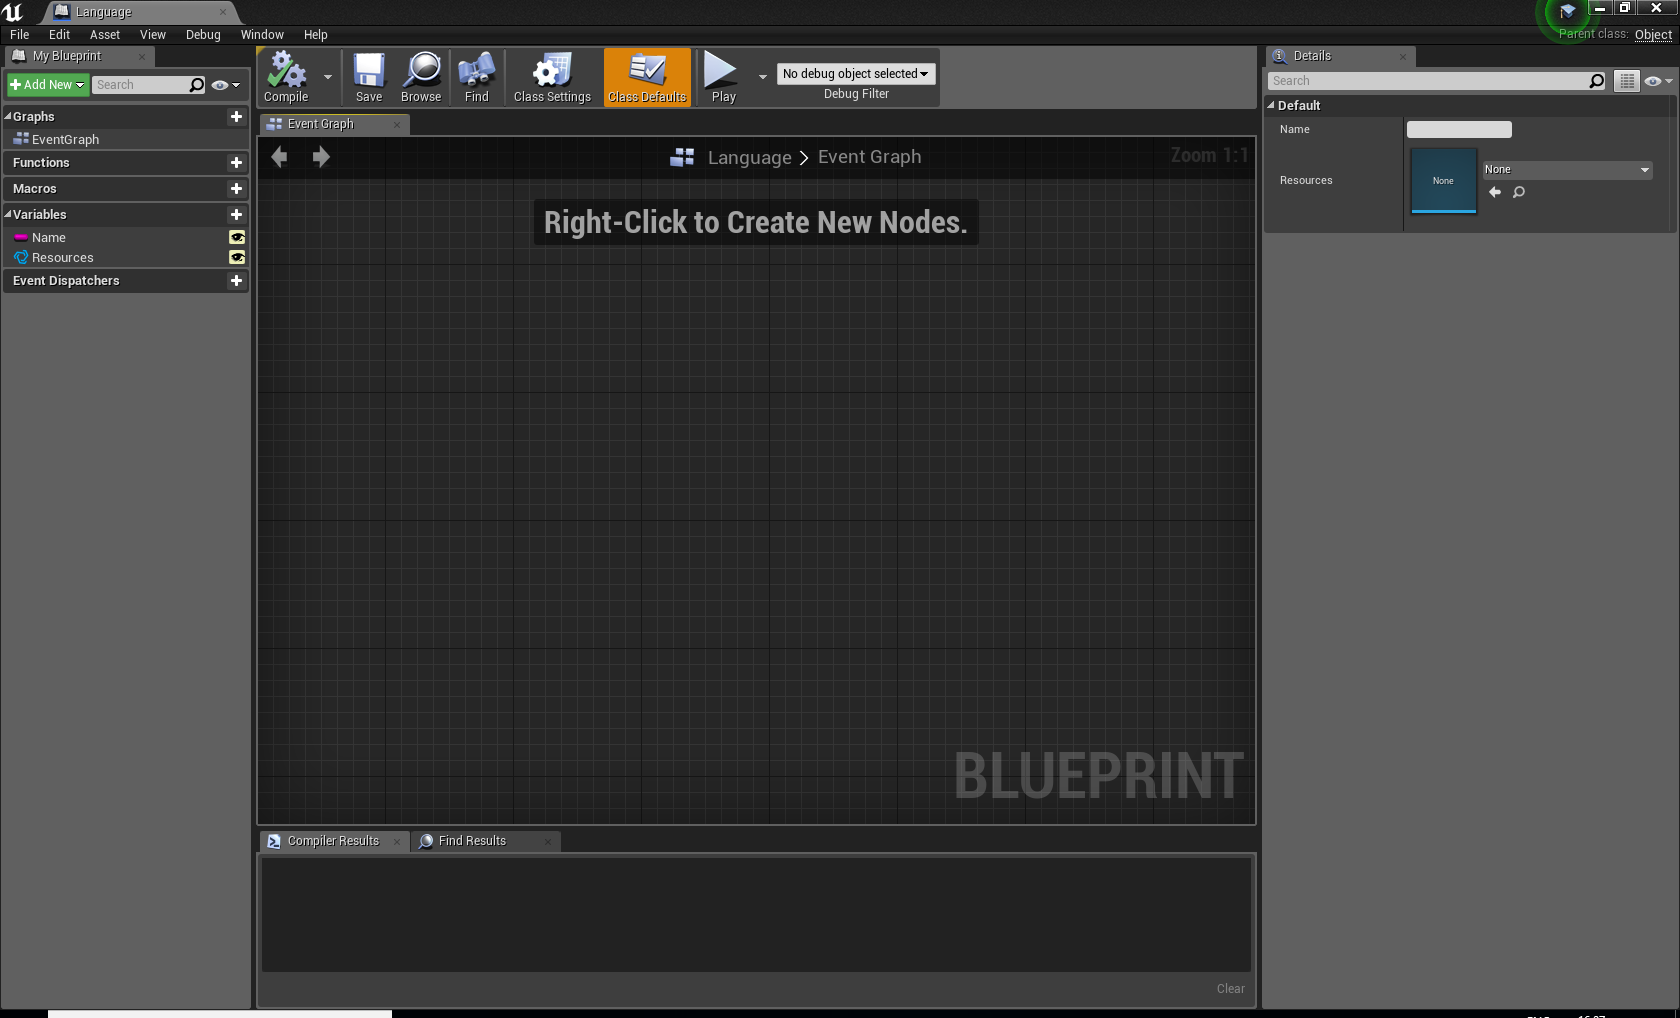 Language
File Edit Asset View Debug Window Help
Parent class: Object
My Blueprint
Add New
Search
Graphs
EventGraph
Functions
Macros
Variables
Name
Resources
Event Dispatchers
Compile
Save
Browse
Find
Class Settings
Class Defaults
Play
No debug object selected
Debug Filter
Event Graph
Language > Event Graph
Zoom 1:1
Right-Click to Create New Nodes.
BLUEPRINT
Compiler Results
Find Results
Clear
Details
Search
Default
Name
Resources
None
None